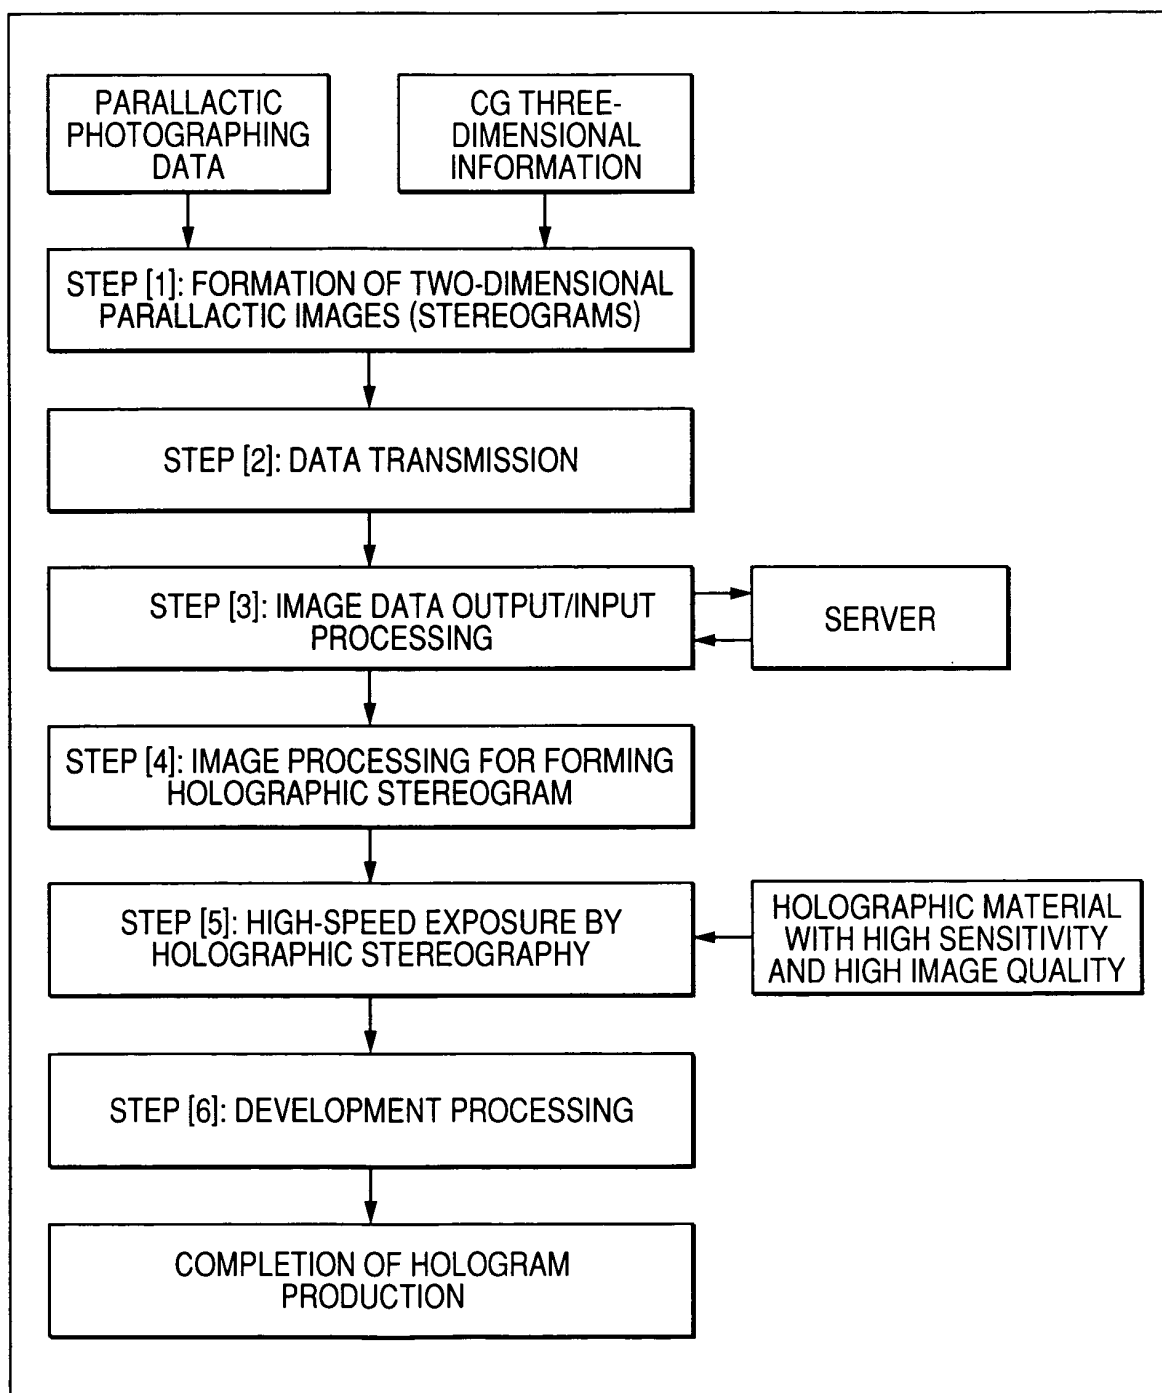 PARALLACTIC
PHOTOGRAPHING
DATA
CG THREE-
DIMENSIONAL
INFORMATION
STEP [1]: FORMATION OF TWO-DIMENSIONAL
PARALLACTIC IMAGES (STEREOGRAMS)
STEP [2]: DATA TRANSMISSION
STEP [3]: IMAGE DATA OUTPUT/INPUT
PROCESSING
SERVER
STEP [4]: IMAGE PROCESSING FOR FORMING
HOLOGRAPHIC STEREOGRAM
STEP [5]: HIGH-SPEED EXPOSURE BY
HOLOGRAPHIC STEREOGRAPHY
HOLOGRAPHIC MATERIAL
WITH HIGH SENSITIVITY
AND HIGH IMAGE QUALITY
STEP [6]: DEVELOPMENT PROCESSING
COMPLETION OF HOLOGRAM
PRODUCTION